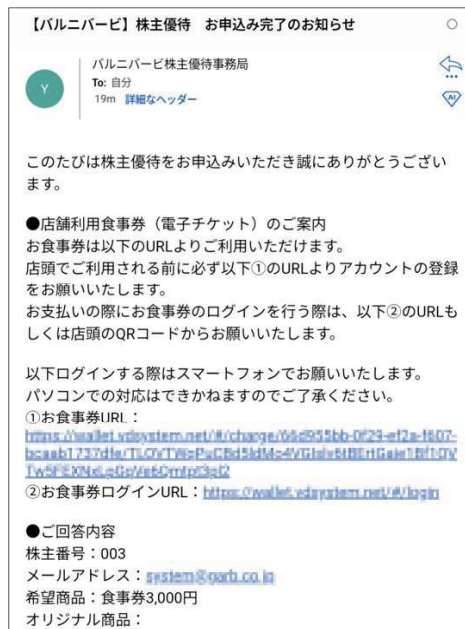 【バルニバービ】株主優待 お申込み完了のお知らせ
バルニバービ株主優待事務局
Y
To: 自分
19m 詳細なヘッダー
AI
このたびは株主優待をお申込みいただき誠にありがとうござい
ます。
●店舗利用食事券（電子チケット）のご案内
お食事券は以下のURLよりご利用いただけます。
店頭でご利用される前に必ず以下①のURLよりアカウントの登録
をお願いいたします。
お支払いの際にお食事券のログインを行う際は、以下②のURLも
しくは店頭のQRコードからお願いいたします。
以下ログインする際はスマートフォンでお願いいたします。
パソコンでの対応はできかねますのでご了承ください。
①お食事券URL：
②お食事券ログインURL：
●ご回答内容
株主番号：003
メールアドレス：
希望商品：食事券3,000円
オリジナル商品：